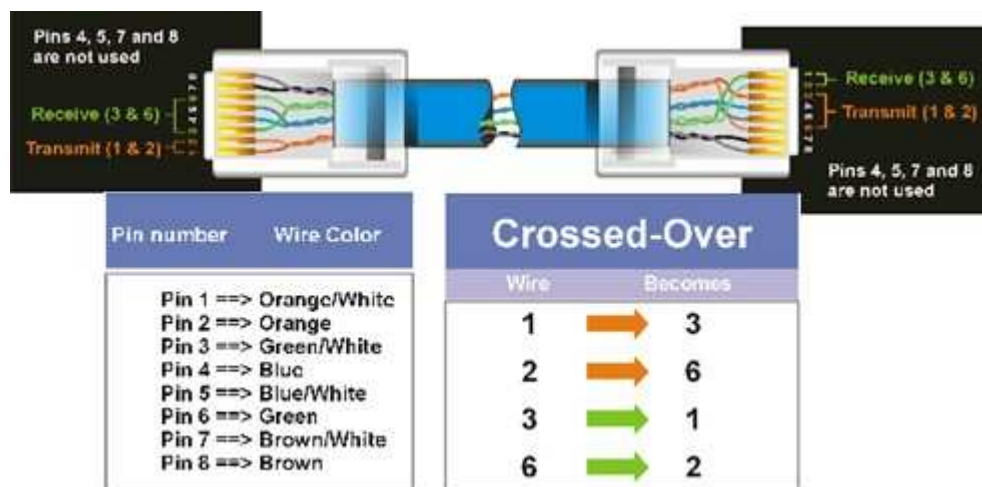 Pins 4, 5, 7 and 8
are not used
Receive (3 & 6)
Transmit (1 & 2)
Receive (3 & 6)
Transmit (1 & 2)
Pins 4, 5, 7 and 8
are not used
Pin number Wire Color
Pin 1 ==> Orange/White
Pin 2 ==> Orange
Pin 3 ==> Green/White
Pin 4 ==> Blue
Pin 5 ==> Blue/White
Pin 6 ==> Green
Pin 7 ==> Brown/White
Pin 8 ==> Brown
Crossed-Over
Wire Becomes
1 3
2 6
3 1
6 2